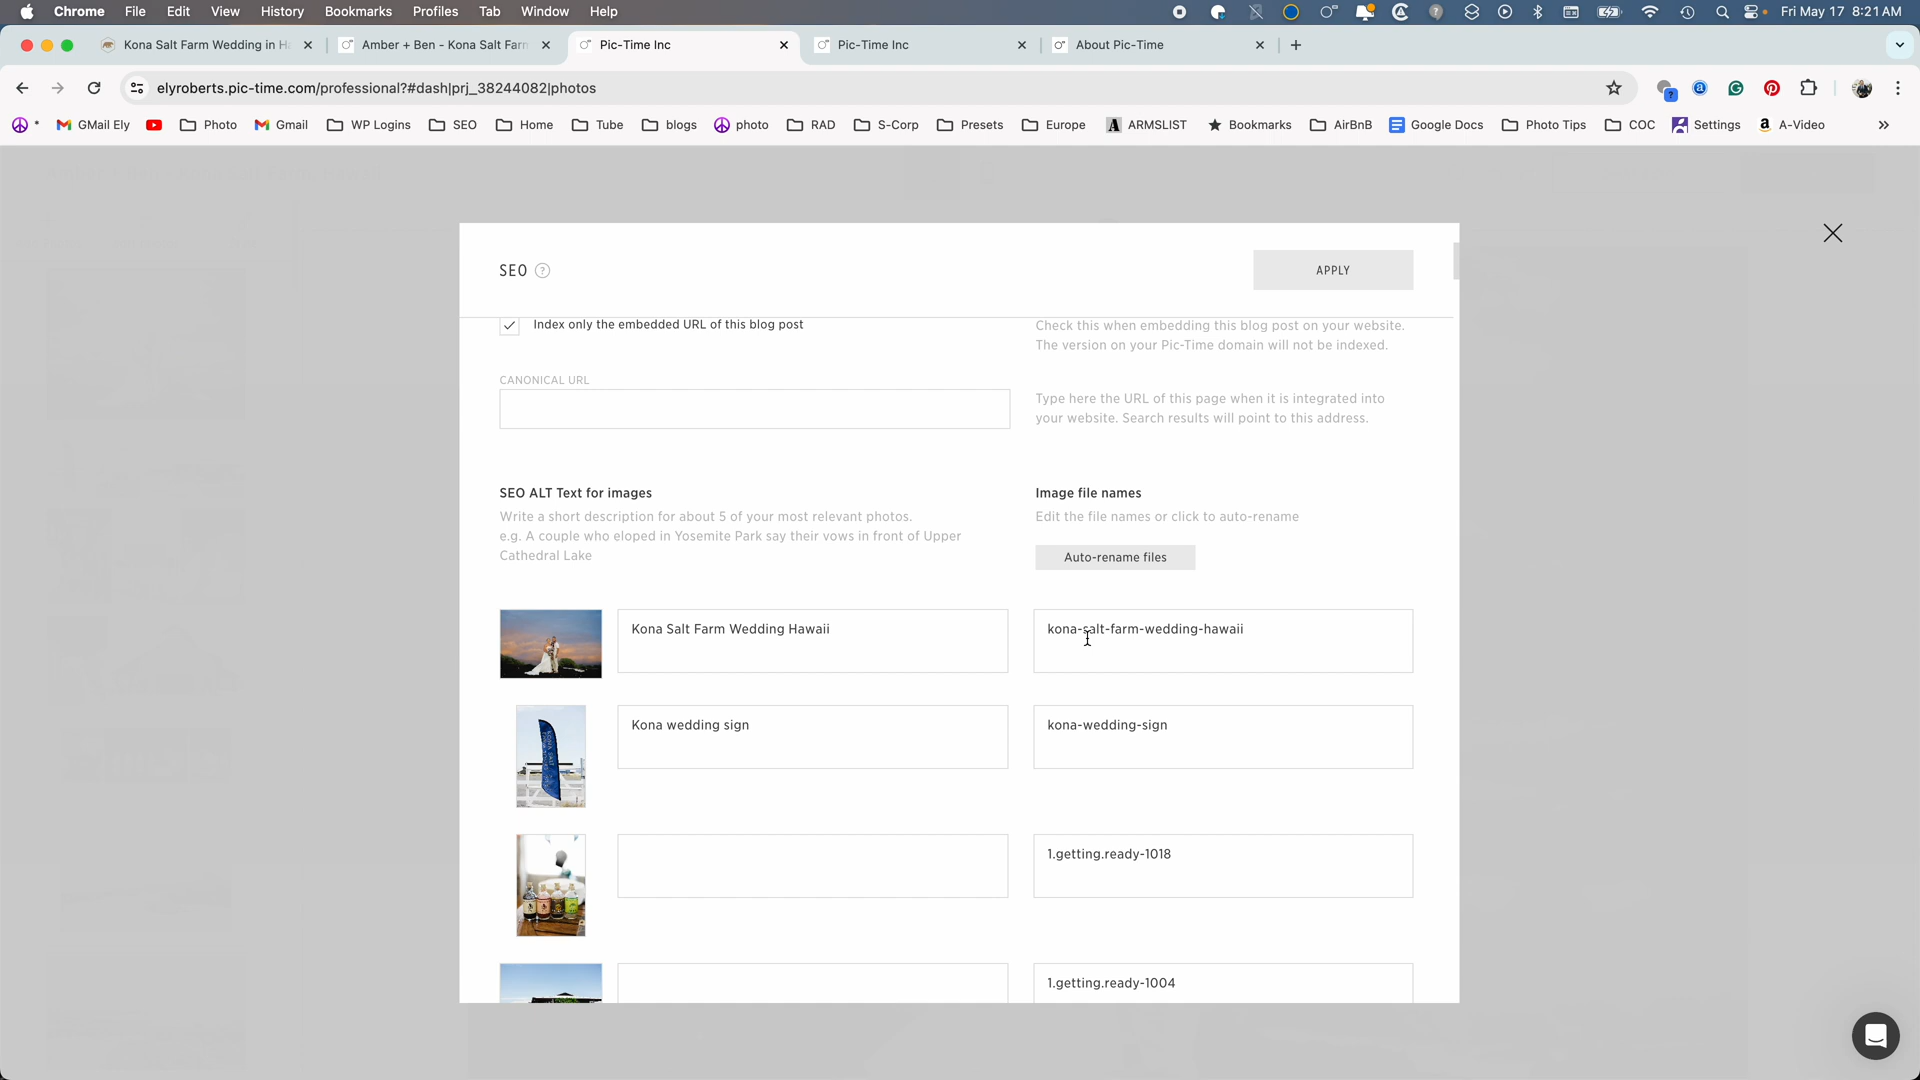 Chrome File Edit View History Bookmarks Profiles Tab Window Help Fri May 17 8:21 AM
Kona Salt Farm Wedding in Ha Amber + Ben - Kona Salt Farm Pic-Time Inc Pic-Time Inc About Pic-Time
elyroberts.pic-time.com/professional?#dash|prj_38244082|photos
* GMail Ely Photo Gmail WP Logins SEO Home Tube blogs photo RAD S-Corp Presets Europe ARMSLIST Bookmarks AirBnB Google Docs Photo Tips COC Settings A-Video
SEO ? APPLY
Index only the embedded URL of this blog post
Check this when embedding this blog post on your website.
The version on your Pic-Time domain will not be indexed.
CANONICAL URL
Type here the URL of this page when it is integrated into
your website. Search results will point to this address.
SEO ALT Text for images
Write a short description for about 5 of your most relevant photos.
e.g. A couple who eloped in Yosemite Park say their vows in front of Upper
Cathedral Lake
Image file names
Edit the file names or click to auto-rename
Auto-rename files
Kona Salt Farm Wedding Hawaii kona-salt-farm-wedding-hawaii
Kona wedding sign kona-wedding-sign
1.getting.ready-1018
1.getting.ready-1004